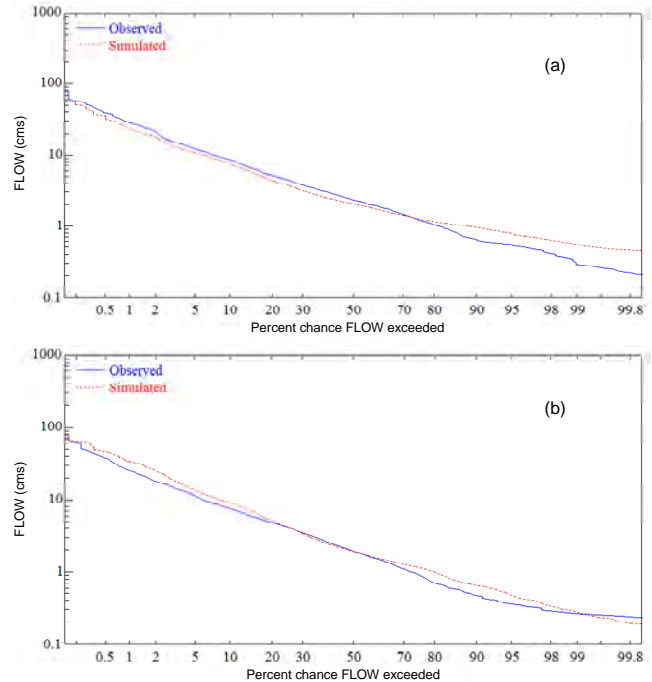 1000
Observed
Simulated
(a)
100
FLOW (cms)
10
1
0.1
0.5 1 2 5 10 20 30 50 70 80 90 95 98 99 99.8
Percent chance FLOW exceeded
1000
Observed
Simulated
(b)
100
FLOW (cms)
10
1
0.1
0.5 1 2 5 10 20 30 50 70 80 90 95 98 99 99.8
Percent chance FLOW exceeded